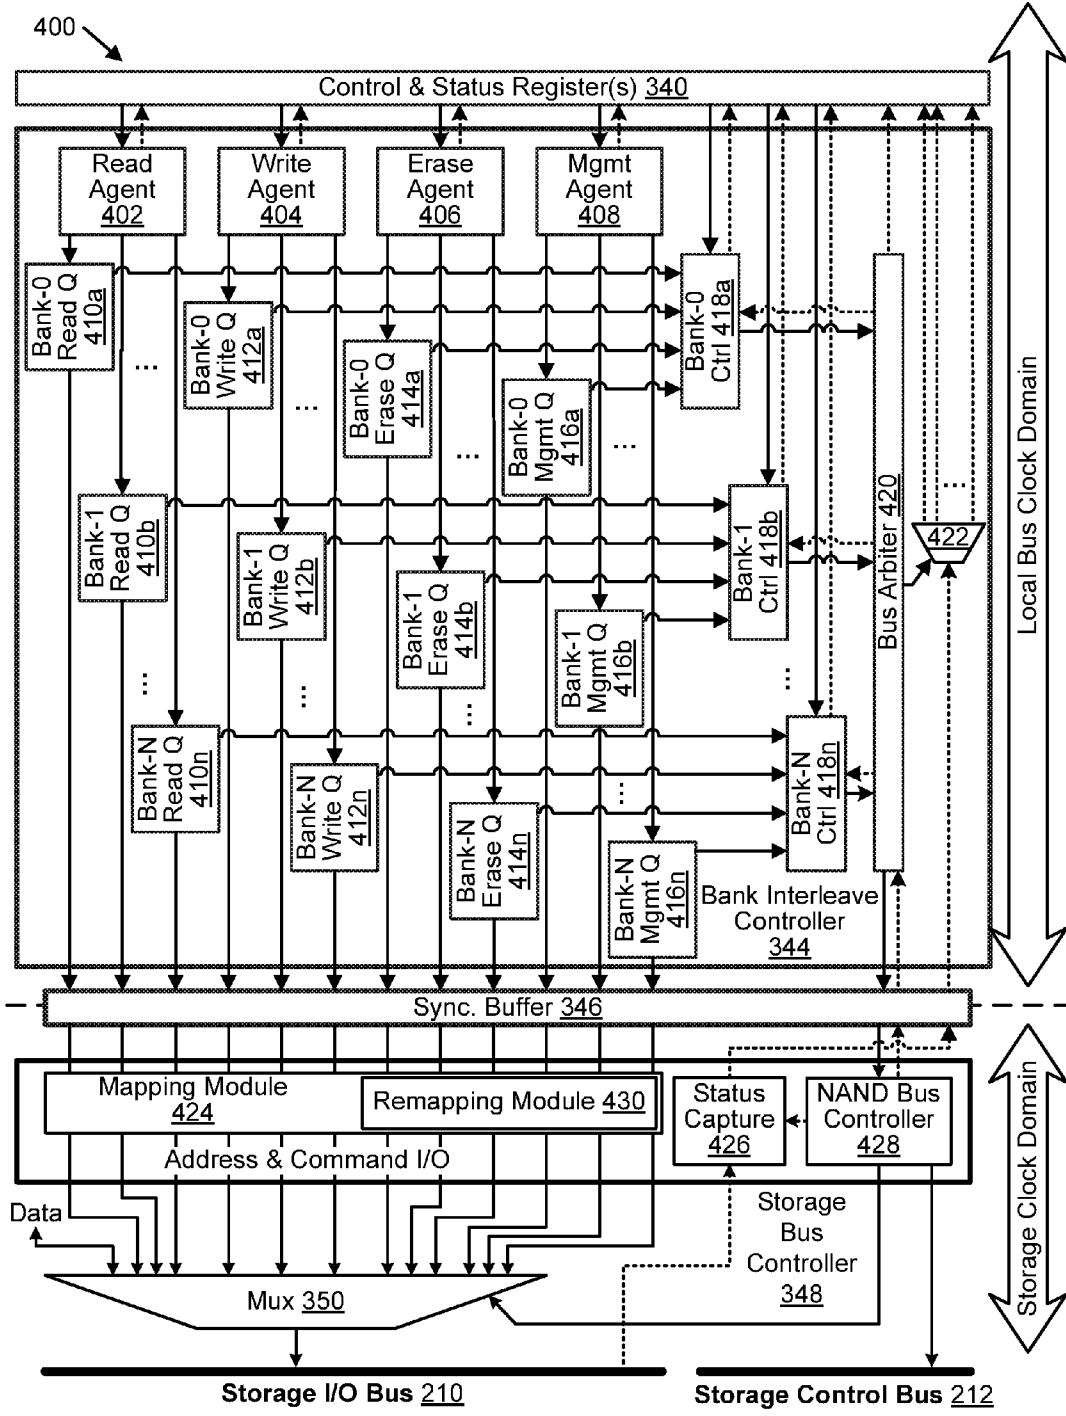 400
Control & Status Register(s) 340
Read
Agent
402
Write
Agent
404
Erase
Agent
406
Mgmt
Agent
408
Bank-0
Read Q
410a
Bank-0
Write Q
412a
Bank-0
Erase Q
414a
Bank-0
Mgmt Q
416a
Bank-0
Ctrl 418a
...
...
...
...
Bank-1
Read Q
410b
Bank-1
Write Q
412b
Bank-1
Erase Q
414b
Bank-1
Mgmt Q
416b
Bank-1
Ctrl 418b
Bus Arbiter 420
...
422
...
...
...
...
...
Bank-N
Read Q
410n
Bank-N
Write Q
412n
Bank-N
Erase Q
414n
Bank-N
Mgmt Q
416n
Bank-N
Ctrl 418n
Bank Interleave
Controller
344
Local Bus Clock Domain
Sync. Buffer 346
Mapping Module
424
Remapping Module 430
Status
Capture
426
NAND Bus
Controller
428
Address & Command I/O
Storage
Bus
Controller
348
Storage Clock Domain
Data
Mux 350
Storage I/O Bus 210
Storage Control Bus 212